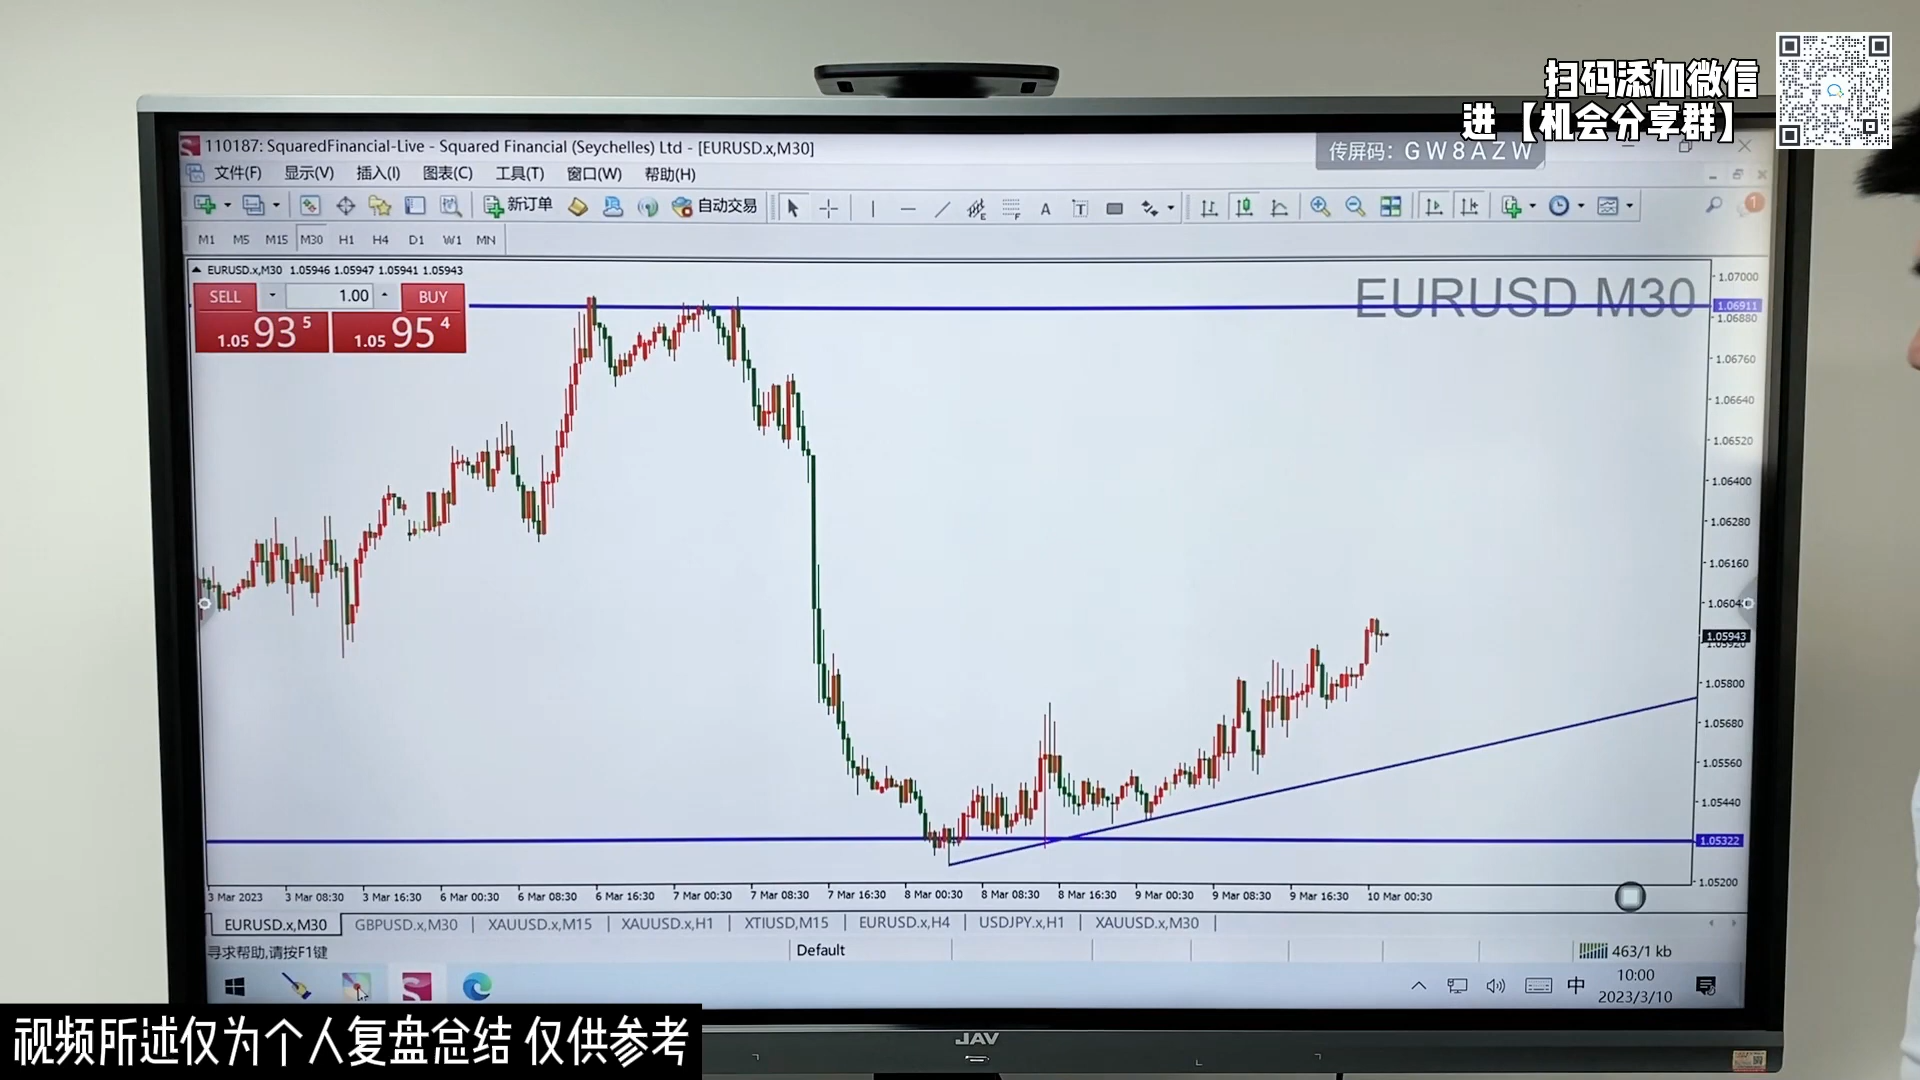 扫码添加微信
进【机会分享群】
110187: SquaredFinancial-Live - Squared Financial (Seychelles) Ltd - [EURUSD.x,M30]
传屏码: GW8AZW
文件(F) 显示(V) 插入(I) 图表(C) 工具(T) 窗口(W) 帮助(H)
新订单 自动交易
M1 M5 M15 M30 H1 H4 D1 W1 MN
EURUSD.x,M30 1.05946 1.05947 1.05941 1.05943
SELL 1.00 BUY
1.05 93 5 1.05 95 4
EURUSD M30
1.07000
1.06911
1.06880
1.06760
1.06640
1.06520
1.06400
1.06280
1.06160
1.05943
1.05920
1.05800
1.05680
1.05560
1.05440
1.05322
1.05200
3 Mar 2023 3 Mar 08:30 3 Mar 16:30 6 Mar 00:30 6 Mar 08:30 6 Mar 16:30 7 Mar 00:30 7 Mar 08:30 7 Mar 16:30 8 Mar 00:30 8 Mar 08:30 8 Mar 16:30 9 Mar 00:30 9 Mar 08:30 9 Mar 16:30 10 Mar 00:30
EURUSD.x,M30 GBPUSD.x,M30 XAUUSD.x,M15 XAUUSD.x,H1 XTIUSD,M15 EURUSD.x,H4 USDJPY.x,H1 XAUUSD.x,M30
寻求帮助,请按F1键 Default 463/1 kb
中 10:00
2023/3/10
JAV
视频所述仅为个人复盘总结 仅供参考